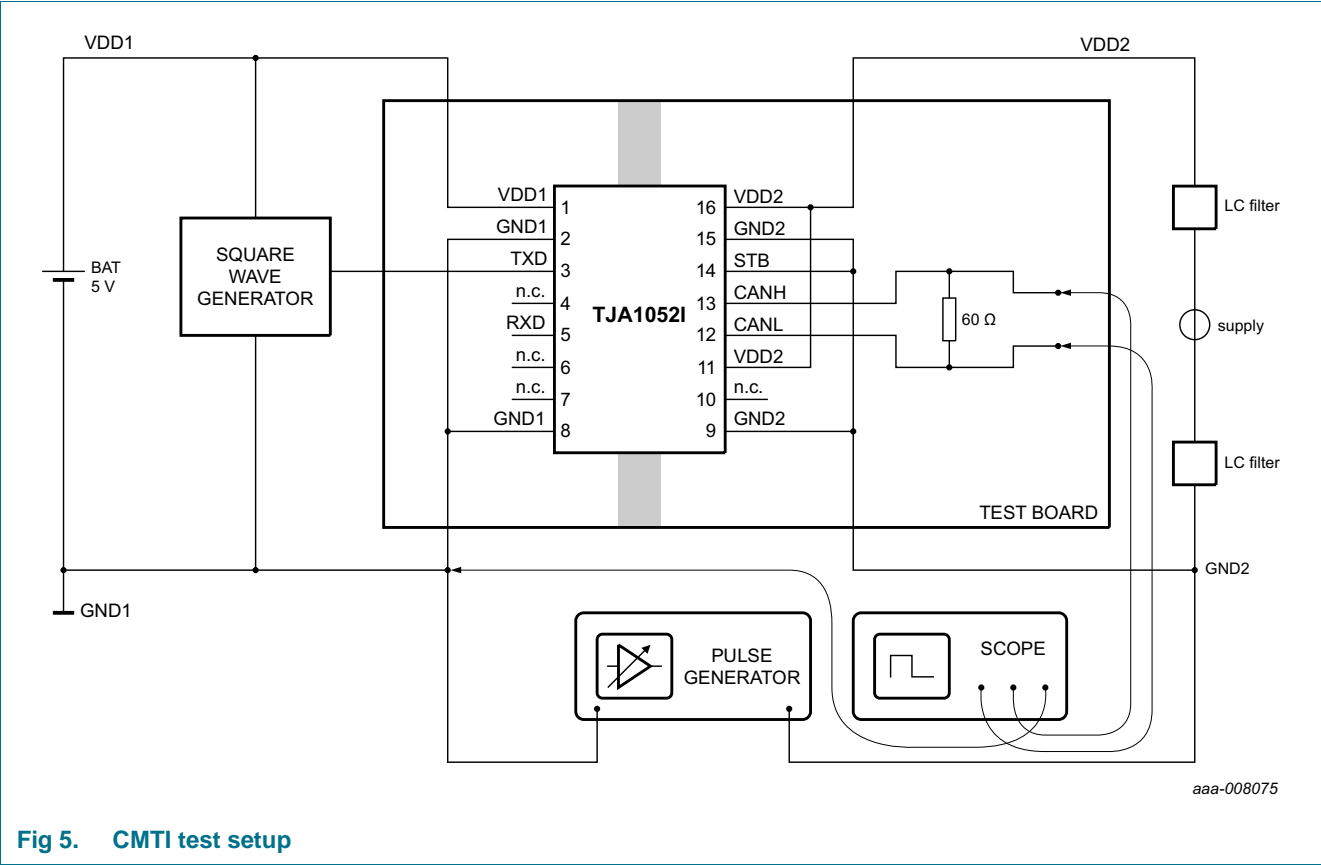 VDD1
VDD2
VDD1
GND1
TXD
n.c.
RXD
n.c.
n.c.
GND1
1
2
3
4
5
6
7
8
TJA1052I
16
15
14
13
12
11
10
9
VDD2
GND2
STB
CANH
CANL
VDD2
n.c.
GND2
60 Ω
BAT
5 V
SQUARE
WAVE
GENERATOR
LC filter
supply
LC filter
TEST BOARD
GND2
GND1
PULSE
GENERATOR
SCOPE
aaa-008075
Fig 5. CMTI test setup